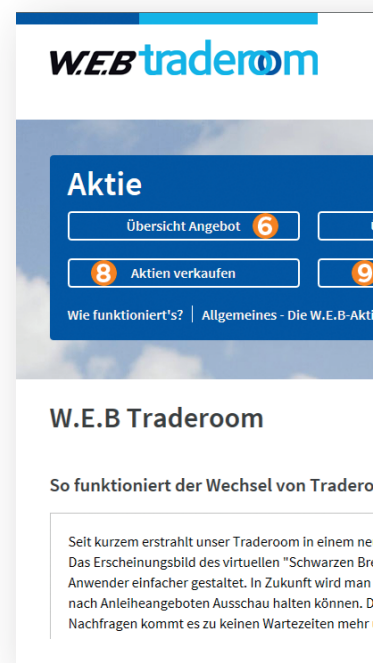 W.E.B traderoom
Aktie
Übersicht Angebot 6
8 Aktien verkaufen 9
Wie funktioniert's? | Allgemeines - Die W.E.B-Akti
W.E.B Traderoom
So funktioniert der Wechsel von Tradero
Seit kurzem erstrahlt unser Traderoom in einem ne
Das Erscheinungsbild des virtuellen "Schwarzen Bre
Anwender einfacher gestaltet. In Zukunft wird man
nach Anleiheangeboten Ausschau halten können. D
Nachfragen kommt es zu keinen Wartezeiten mehr